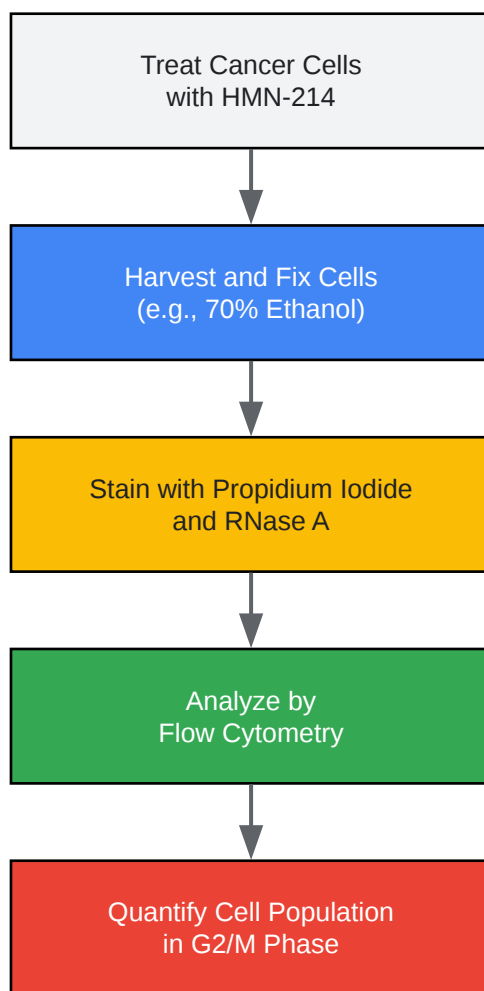 Treat Cancer Cells
with HMN-214
Harvest and Fix Cells
(e.g., 70% Ethanol)
Stain with Propidium Iodide
and RNase A
Analyze by
Flow Cytometry
Quantify Cell Population
in G2/M Phase